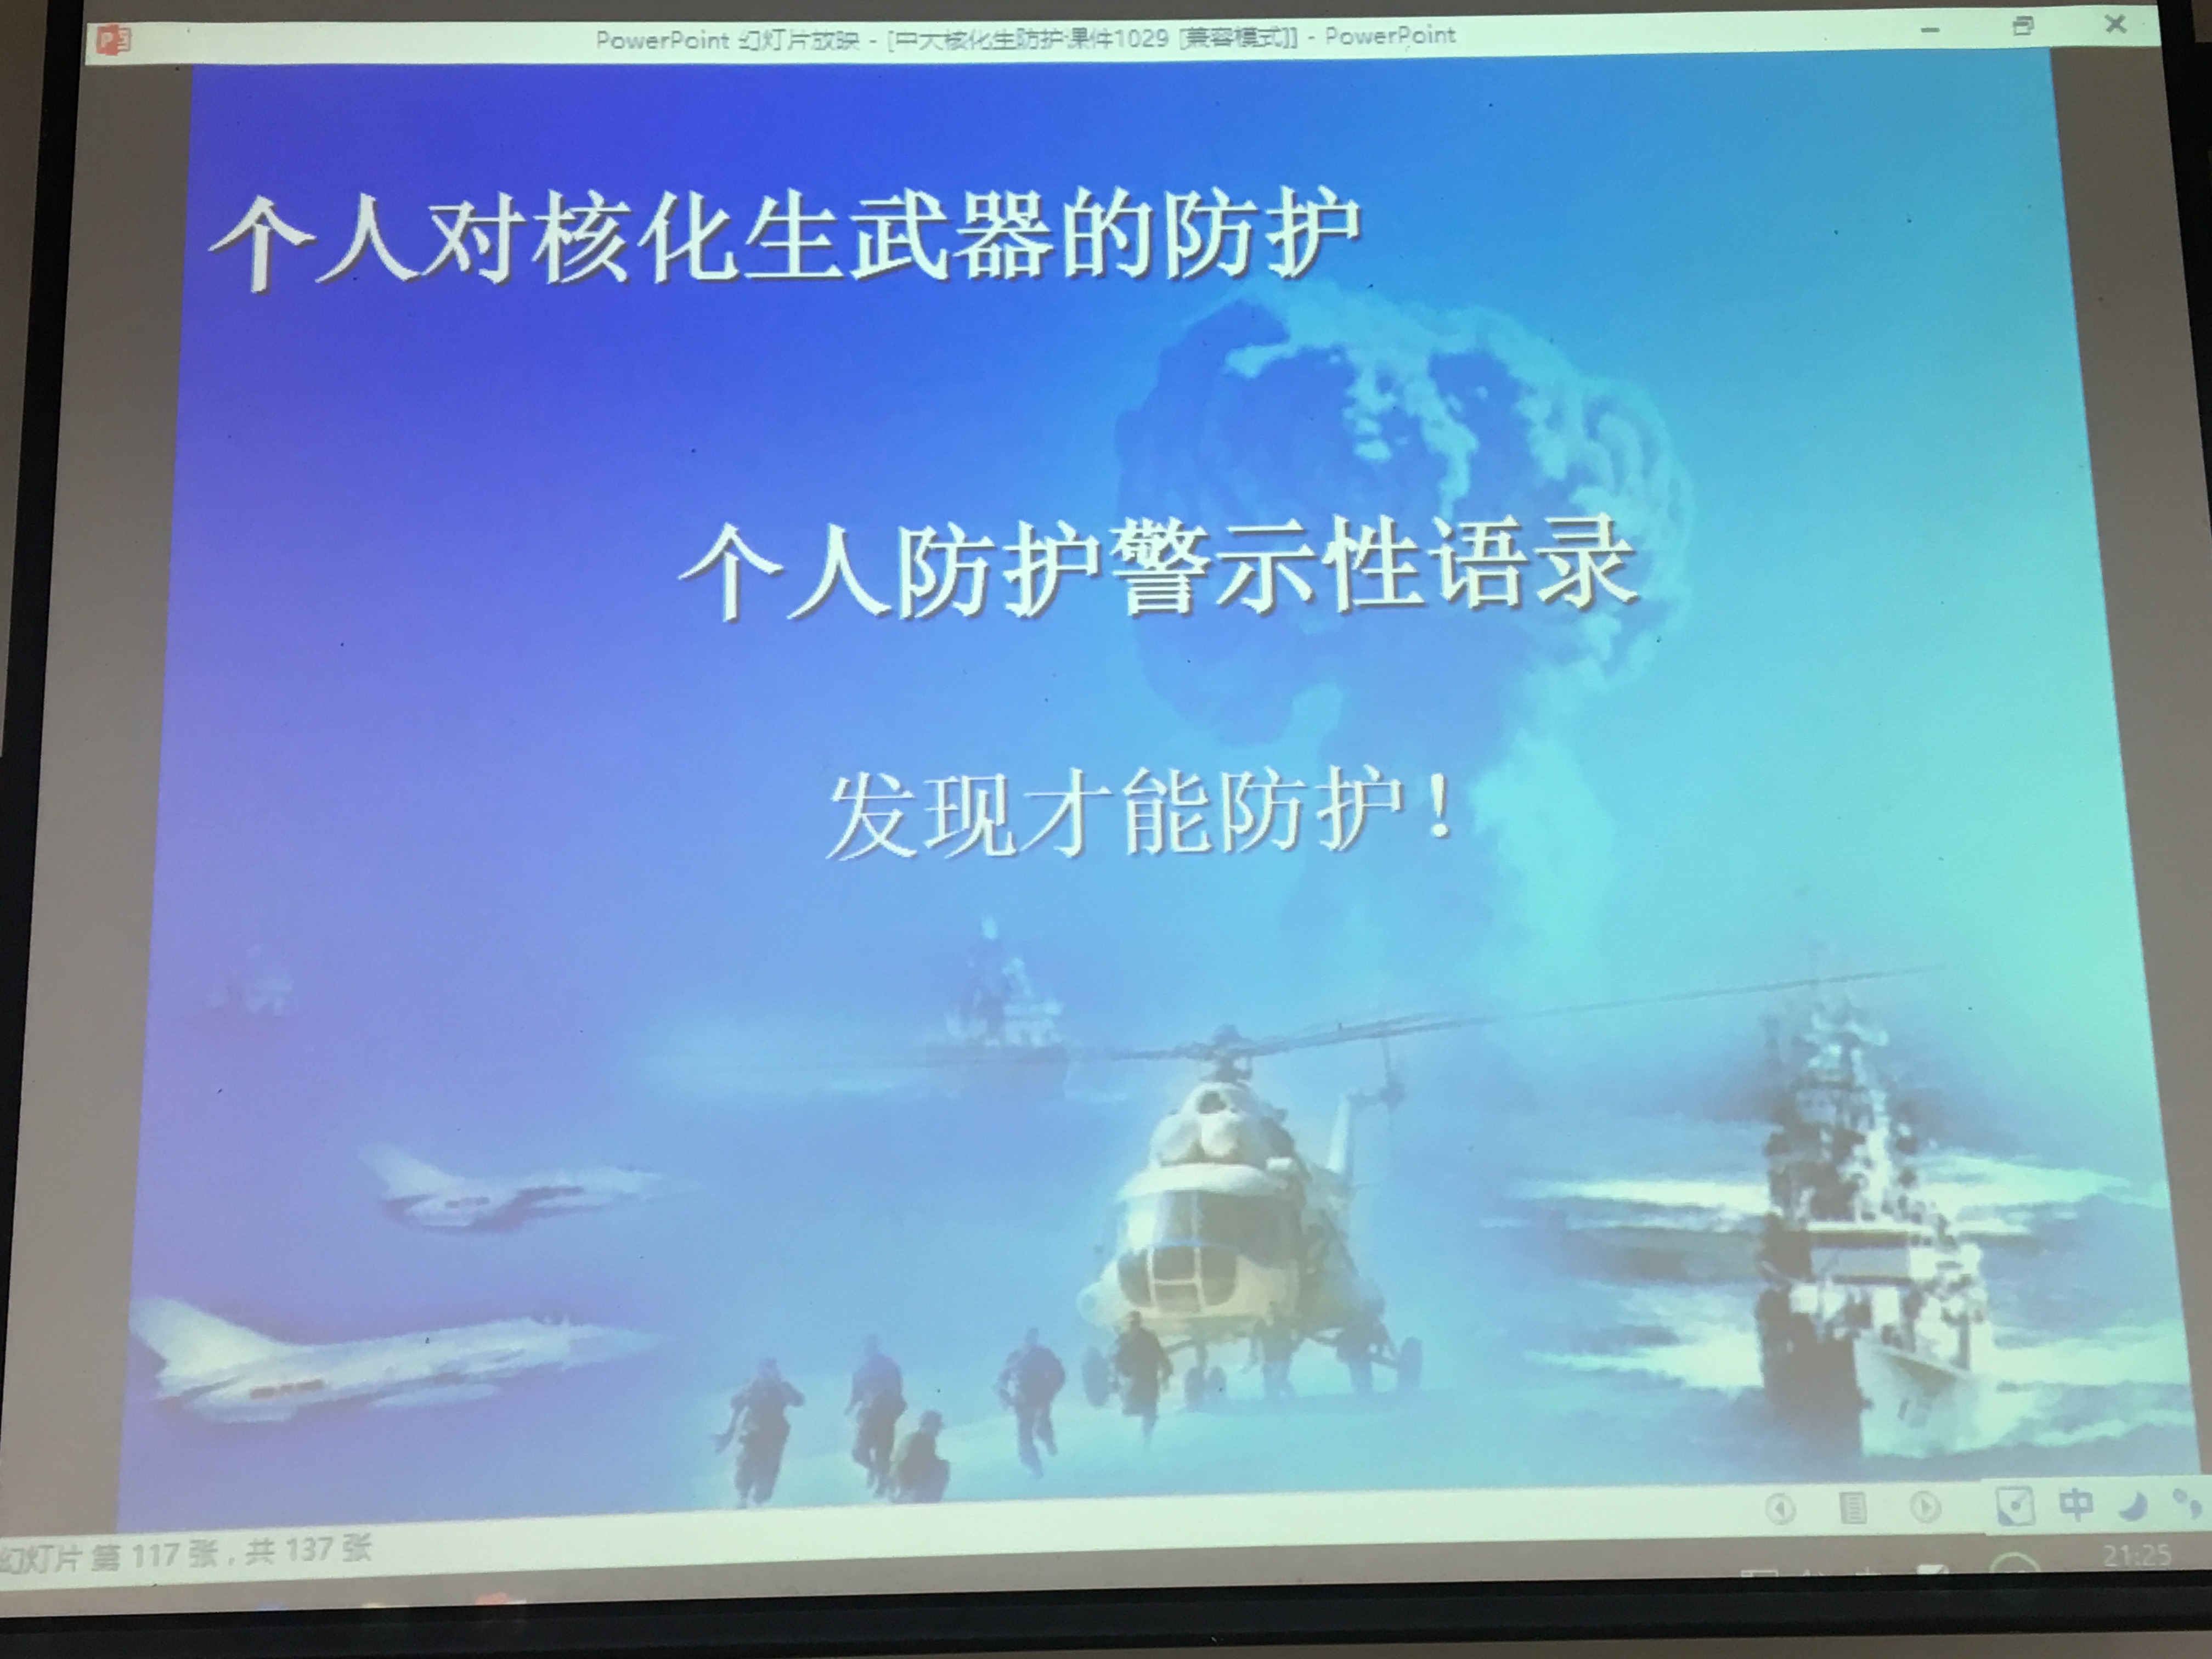 PowerPoint 幻灯片放映 - [中大核化生防护课件1029 [兼容模式]] - PowerPoint
个人对核化生武器的防护
个人防护警示性语录
发现才能防护！
幻灯片 第 117 张，共 137 张
中
21:25